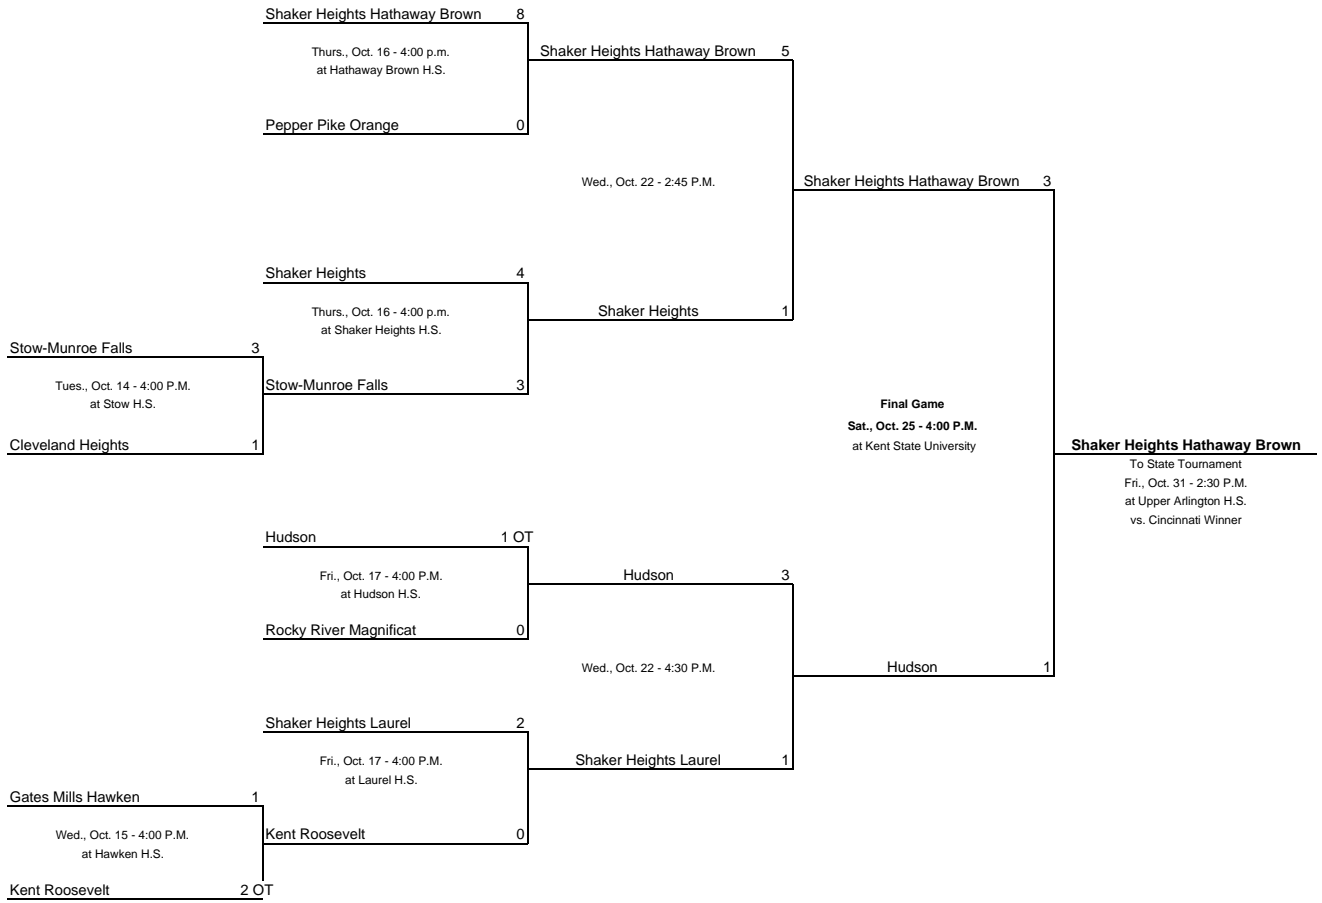 Shaker Heights Hathaway Brown 8
Thurs., Oct. 16 - 4:00 p.m.
at Hathaway Brown H.S.
Pepper Pike Orange 0
Shaker Heights Hathaway Brown 5
Wed., Oct. 22 - 2:45 P.M.
Shaker Heights Hathaway Brown 3
Shaker Heights 4
Thurs., Oct. 16 - 4:00 p.m.
at Shaker Heights H.S.
Shaker Heights 1
Stow-Munroe Falls 3
Tues., Oct. 14 - 4:00 P.M.
at Stow H.S.
Stow-Munroe Falls 3
Cleveland Heights 1
Final Game
Sat., Oct. 25 - 4:00 P.M.
at Kent State University
Shaker Heights Hathaway Brown
To State Tournament
Fri., Oct. 31 - 2:30 P.M.
at Upper Arlington H.S.
vs. Cincinnati Winner
Hudson 1 OT
Fri., Oct. 17 - 4:00 P.M.
at Hudson H.S.
Rocky River Magnificat 0
Hudson 3
Wed., Oct. 22 - 4:30 P.M.
Hudson 1
Shaker Heights Laurel 2
Fri., Oct. 17 - 4:00 P.M.
at Laurel H.S.
Shaker Heights Laurel 1
Gates Mills Hawken 1
Wed., Oct. 15 - 4:00 P.M.
at Hawken H.S.
Kent Roosevelt 0
Kent Roosevelt 2 OT